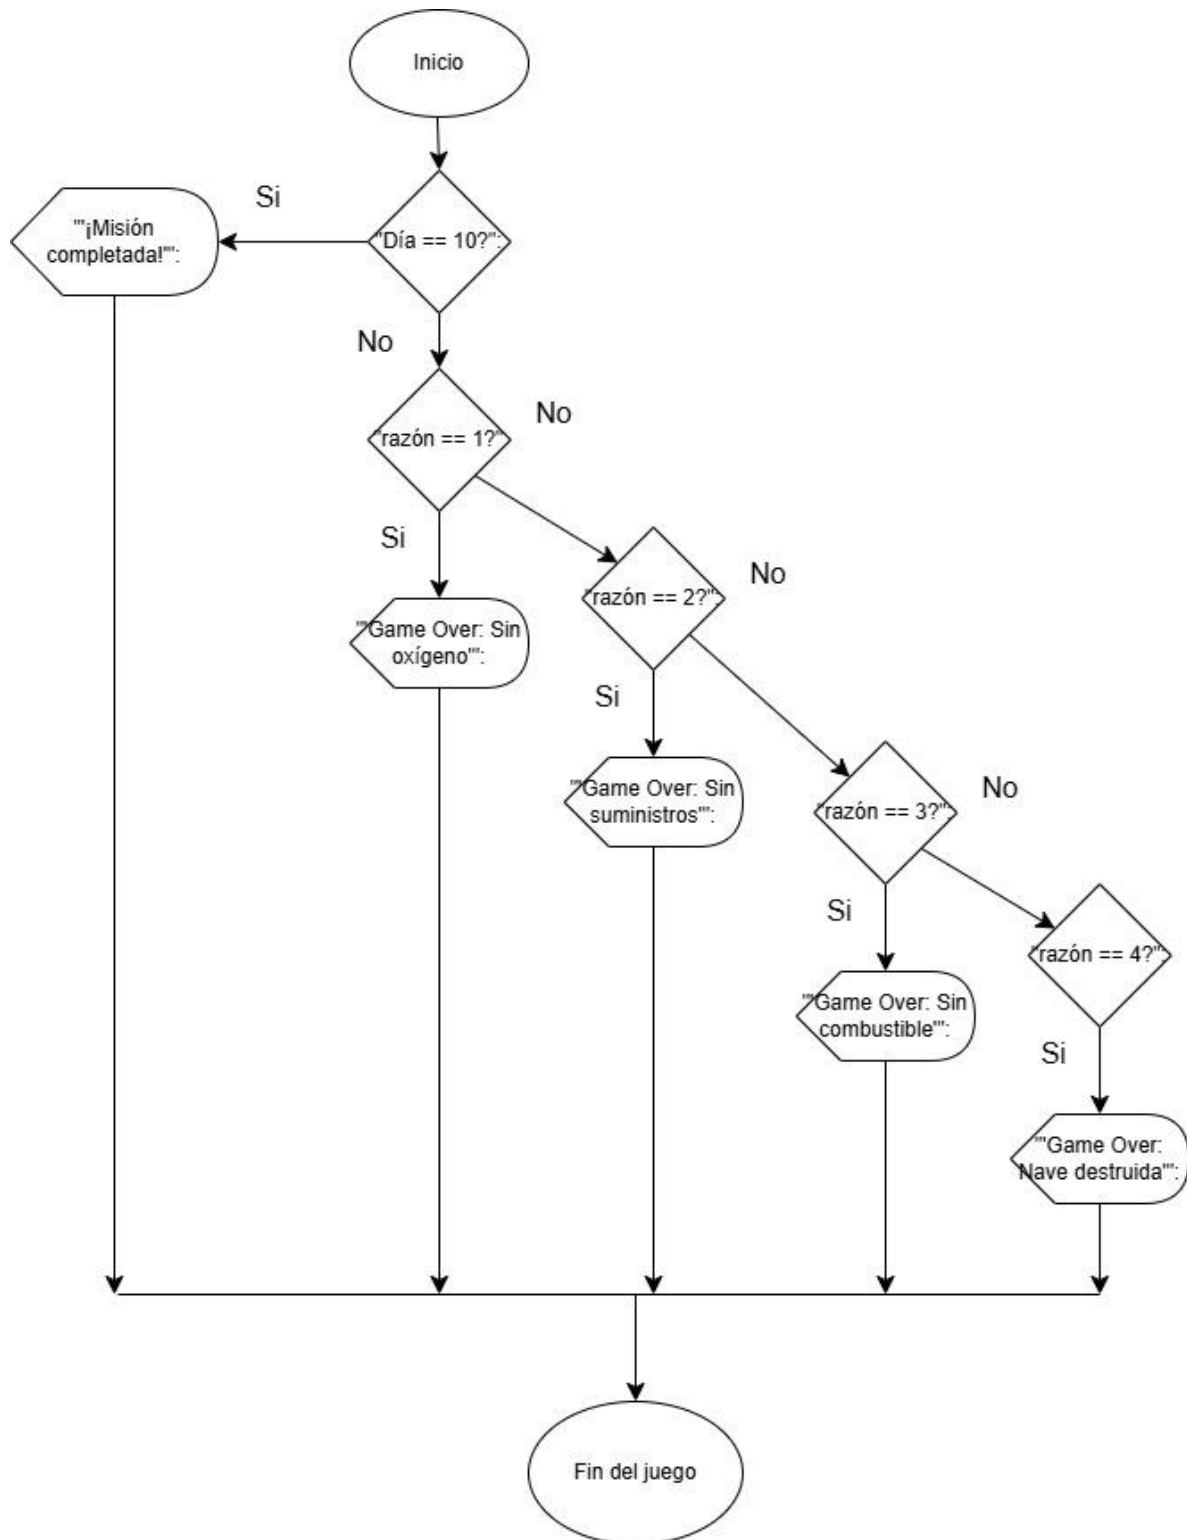 Inicio
Si
"'¡Misión
completada!"':
"Día == 10?":
No
No
"razón == 1?"
Si
"'Game Over: Sin
oxígeno"':
"razón == 2?":
No
Si
"'Game Over: Sin
suministros"':
"razón == 3?":
No
Si
"'Game Over: Sin
combustible"':
"razón == 4?":
Si
"'Game Over:
Nave destruida"':
Fin del juego